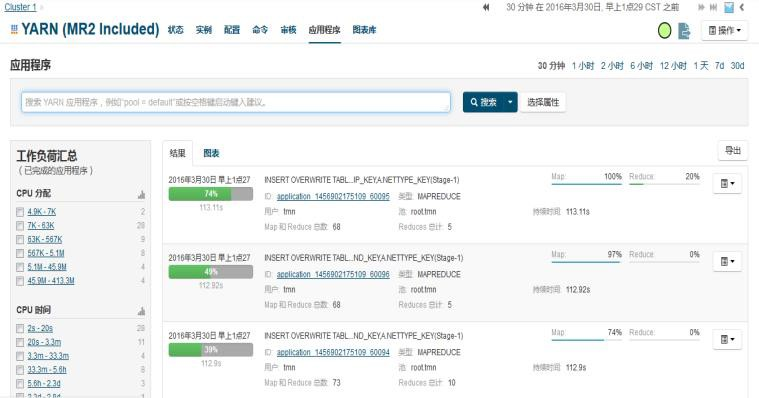 Cluster 1
30 分钟 在 2016年3月30日, 早上1点29 CST 之前
YARN (MR2 Included) 状态 实例 配置 命令 审核 应用程序 图表库 操作
应用程序
30 分钟 1 小时 2 小时 6 小时 12 小时 1 天 7d 30d
搜索 YARN 应用程序，例如"pool = default"或按空格键启动键入建议。 搜索 选择属性
工作负荷汇总
（已完成的应用程序）
CPU 分配
4.9K - 7K 2
7K - 63K 28
63K - 567K 9
567K - 5.1M 8
5.1M - 45.9M 4
45.9M - 413.3M 4
CPU 时间
2s - 20s 28
20s - 3.3m 11
3.3m - 33.3m 4
33.3m - 5.6h 8
5.6h - 2.3d 3
结果 图表 导出
2016年3月30日 早上1点27 INSERT OVERWRITE TABL...IP_KEY,A.NETTYPE_KEY(Stage-1) Map: 100% Reduce: 20%
74% ID: application_1456902175109_60095 类型: MAPREDUCE
113.11s 用户: tmn 池: root.tmn 持续时间: 113.11s
Map 和 Reduce 总数: 68 Reduces 总计: 5
2016年3月30日 早上1点27 INSERT OVERWRITE TABL...ND_KEY,A.NETTYPE_KEY(Stage-1) Map: 97% Reduce: 0%
49% ID: application_1456902175109_60096 类型: MAPREDUCE
112.92s 用户: tmn 池: root.tmn 持续时间: 112.92s
Map 和 Reduce 总数: 68 Reduces 总计: 5
2016年3月30日 早上1点27 INSERT OVERWRITE TABL...ND_KEY,A.NETTYPE_KEY(Stage-1) Map: 74% Reduce: 0%
39% ID: application_1456902175109_60094 类型: MAPREDUCE
112.9s 用户: tmn 池: root.tmn 持续时间: 112.9s
Map 和 Reduce 总数: 73 Reduces 总计: 10